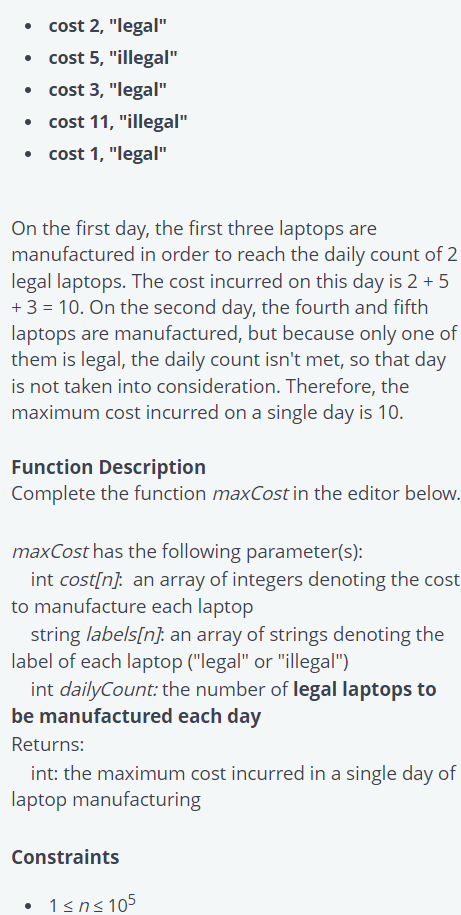 • cost 2, "legal"
• cost 5, "illegal"
• cost 3, "legal"
• cost 11, "illegal"
• cost 1, "legal"
On the first day, the first three laptops are
manufactured in order to reach the daily count of 2
legal laptops. The cost incurred on this day is 2 + 5
+ 3 = 10. On the second day, the fourth and fifth
laptops are manufactured, but because only one of
them is legal, the daily count isn't met, so that day
is not taken into consideration. Therefore, the
maximum cost incurred on a single day is 10.
Function Description
Complete the function maxCost in the editor below.
maxCost has the following parameter(s):
int cost[n]: an array of integers denoting the cost
to manufacture each laptop
string labels[n]: an array of strings denoting the
label of each laptop ("legal" or "illegal")
int dailyCount: the number of legal laptops to
be manufactured each day
Returns:
int: the maximum cost incurred in a single day of
laptop manufacturing
Constraints
• 1 ≤ n ≤ 10⁵